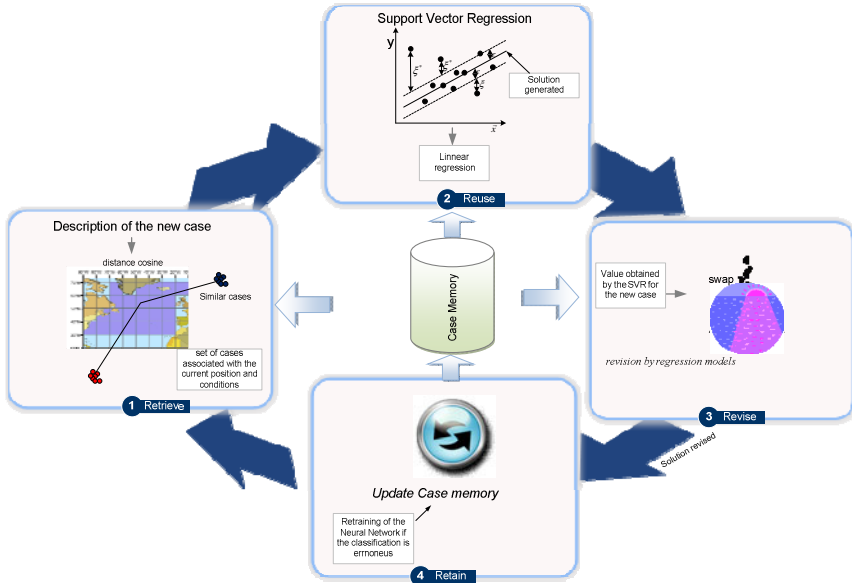 Support Vector Regression
y
ξ*
ξ*
ξ
Solution
generated
x
Linnear
regression
2 Reuse
Description of the new case
distance cosine
Similar cases
set of cases
associated with the
current position and
conditions
1 Retrieve
Case Memory
Value obtained
by the SVR for
the new case
swap
revision by regression models
3 Revise
Solution revised
Update Case memory
Retraining of the
Neural Network if
the classification is
errnoneus
4 Retain